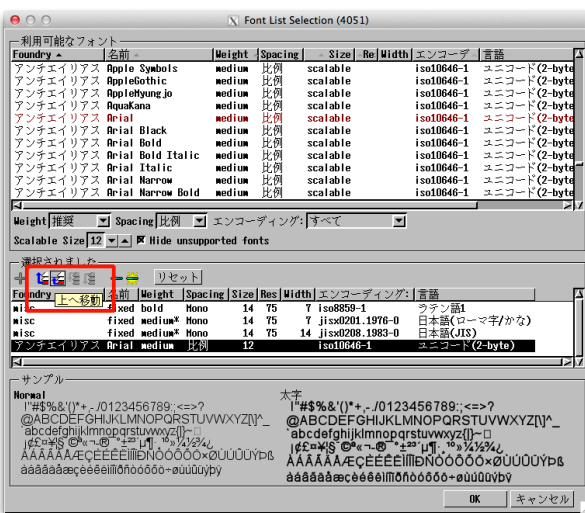 Font List Selection (4051)
利用可能なフォント
Foundry 名前 Weight Spacing Size Re Width エンコーデ 言語
アンチエイリアス Apple Symbols medium 比例 scalable iso10646-1 ユニコード(2-byte
アンチエイリアス AppleGothic medium 比例 scalable iso10646-1 ユニコード(2-byte
アンチエイリアス AppleMyungjo medium 比例 scalable iso10646-1 ユニコード(2-byte
アンチエイリアス AquaKana medium 比例 scalable iso10646-1 ユニコード(2-byte
アンチエイリアス Arial medium 比例 scalable iso10646-1 ユニコード(2-byte
アンチエイリアス Arial Black medium 比例 scalable iso10646-1 ユニコード(2-byte
アンチエイリアス Arial Bold medium 比例 scalable iso10646-1 ユニコード(2-byte
アンチエイリアス Arial Bold Italic medium 比例 scalable iso10646-1 ユニコード(2-byte
アンチエイリアス Arial Italic medium 比例 scalable iso10646-1 ユニコード(2-byte
アンチエイリアス Arial Narrow medium 比例 scalable iso10646-1 ユニコード(2-byte
アンチエイリアス Arial Narrow Bold medium 比例 scalable iso10646-1 ユニコード(2-byte
Weight 推奨 Spacing 比例 エンコーディング: すべて
Scalable Size 12 Hide unsupported fonts
選択されました
リセット
Foundry 名前 Weight Spacing Size Res Width エンコーディング: 言語
上へ移動
misc fixed bold Mono 14 75 7 iso8859-1 ラテン語1
misc fixed medium* Mono 14 75 7 jisx0201.1976-0 日本語(ローマ字/かな)
misc fixed medium* Mono 14 75 14 jisx0208.1983-0 日本語(JIS)
アンチエイリアス Arial medium 比例 12 iso10646-1 ユニコード(2-byte)
サンプル
Normal 太字
!"#$%&'()*+,-./0123456789:;<=>? !"#$%&'()*+,-./0123456789:;<=>?
@ABCDEFGHIJKLMNOPQRSTUVWXYZ[\]^_ @ABCDEFGHIJKLMNOPQRSTUVWXYZ[\]^_
`abcdefghijklmnopqrstuvwxyz{|}~□ `abcdefghijklmnopqrstuvwxyz{|}~□
OK キャンセル